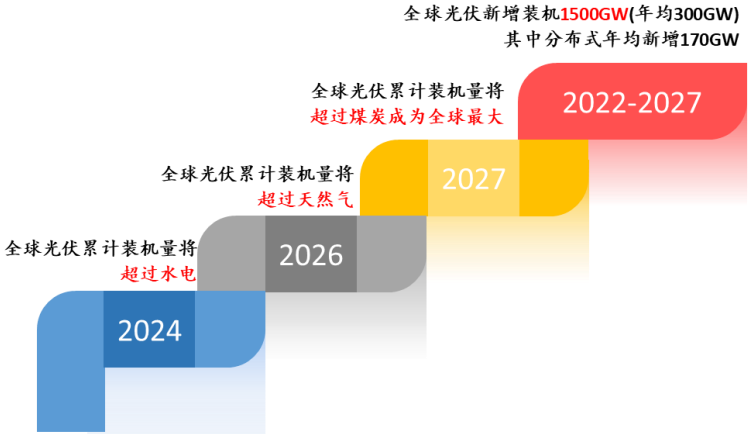 全球光伏新增装机1500GW(年均300GW)
其中分布式年均新增170GW
全球光伏累计装机量将
超过煤炭成为全球最大
2022-2027
全球光伏累计装机量将
超过天然气
2027
全球光伏累计装机量将
超过水电
2026
2024